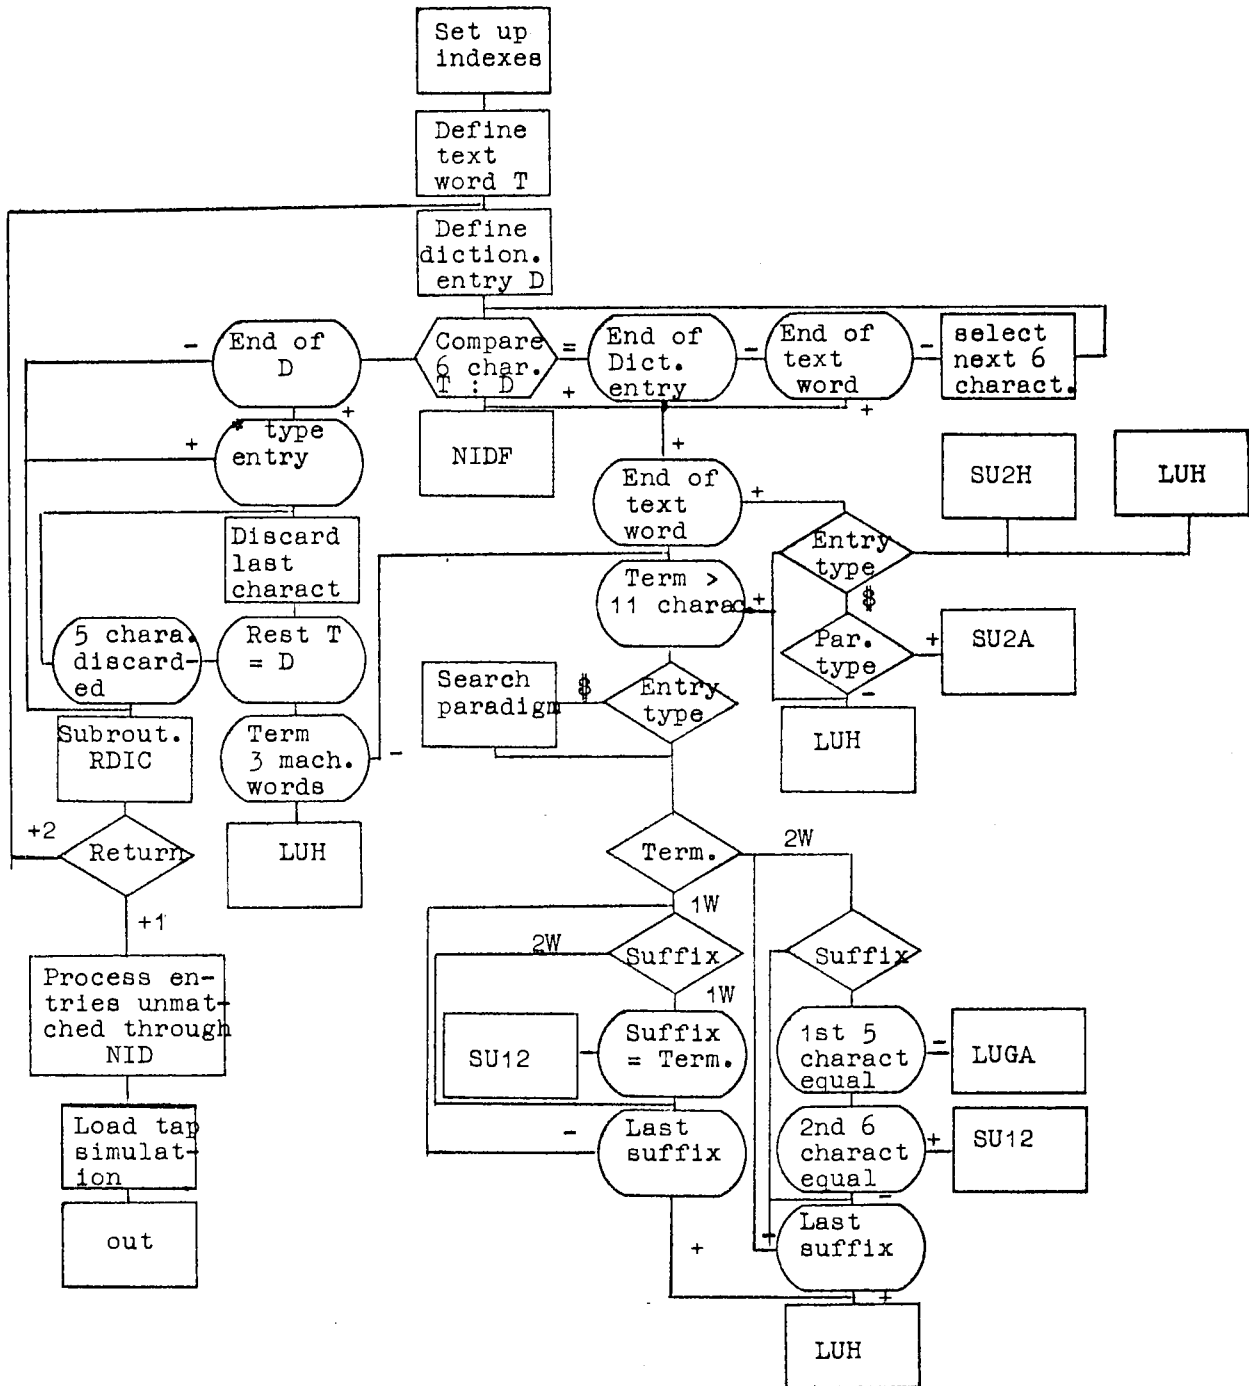 Set up
indexes
Define
text
word T
Define
diction.
entry D
-
End of
D
+
Compare
6 char.
T : D
=
+
End of
Dict.
entry
-
End of
text
word
+
-
select
next 6
charact.
* type
entry
+
NIDF
+
End of
text
word
+
SU2H
LUH
Discard
last
charact
Entry
type
$
Term >
11 charac
+
5 chara.
discard-
ed
Rest T
= D
Par.
type
+
-
SU2A
Search
paradigm
$
Entry
type
Subrout.
RDIC
Term
3 mach.
words
-
LUH
+2
Return
LUH
Term.
2W
1W
+1
2W
Suffix
1W
Suffix
Process en-
tries unmat-
ched through
NID
SU12
-
Suffix
= Term.
1st 5
charact
equal
=
LUGA
Load tap
simulat-
ion
-
Last
suffix
2nd 6
charact
equal
+
SU12
-
out
+
-
Last
suffix
+
LUH